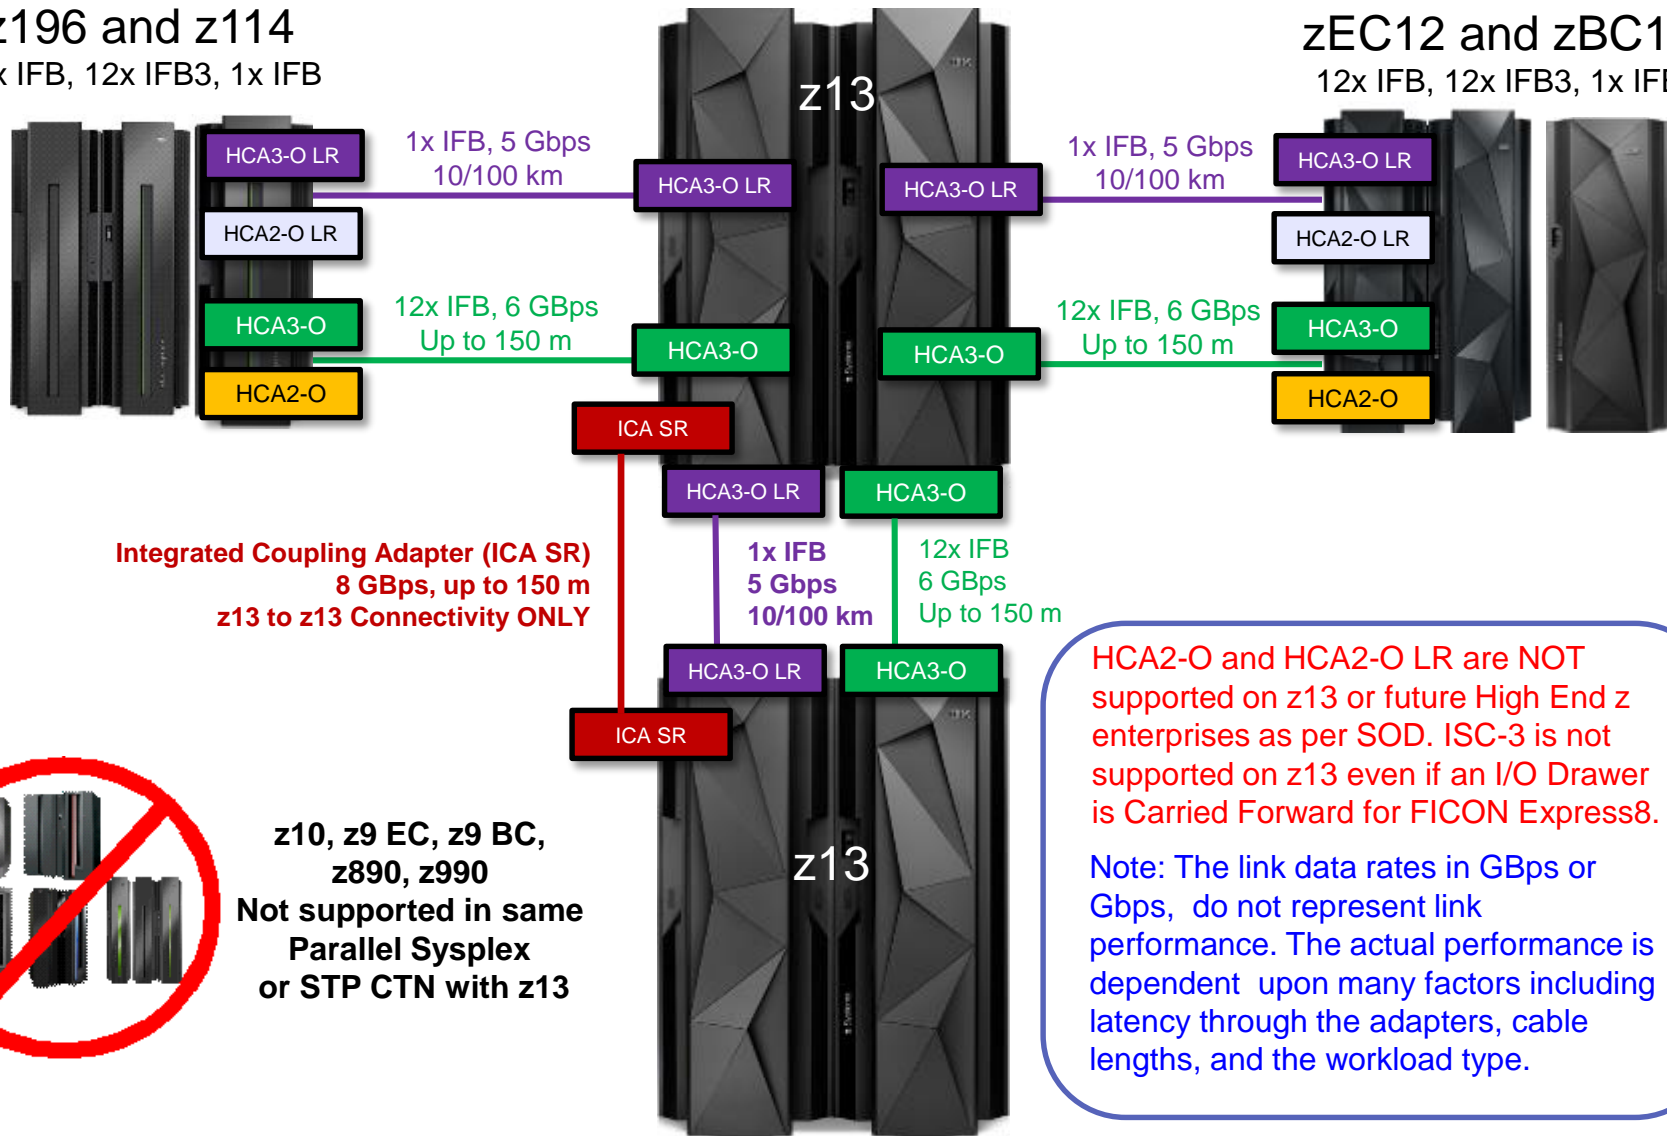 z196 and z114
x IFB, 12x IFB3, 1x IFB
z13
zEC12 and zBC1
12x IFB, 12x IFB3, 1x IFB
HCA3-O LR
HCA2-O LR
HCA3-O
HCA2-O
1x IFB, 5 Gbps
10/100 km
12x IFB, 6 GBps
Up to 150 m
HCA3-O LR
HCA3-O
HCA3-O LR
HCA3-O
1x IFB, 5 Gbps
10/100 km
12x IFB, 6 GBps
Up to 150 m
HCA3-O LR
HCA2-O LR
HCA3-O
HCA2-O
ICA SR
HCA3-O LR
HCA3-O
Integrated Coupling Adapter (ICA SR)
8 GBps, up to 150 m
z13 to z13 Connectivity ONLY
1x IFB
5 Gbps
10/100 km
12x IFB
6 GBps
Up to 150 m
HCA3-O LR
HCA3-O
ICA SR
z13
z10, z9 EC, z9 BC,
z890, z990
Not supported in same
Parallel Sysplex
or STP CTN with z13
HCA2-O and HCA2-O LR are NOT
supported on z13 or future High End z
enterprises as per SOD. ISC-3 is not
supported on z13 even if an I/O Drawer
is Carried Forward for FICON Express8.
Note: The link data rates in GBps or
Gbps, do not represent link
performance. The actual performance is
dependent upon many factors including
latency through the adapters, cable
lengths, and the workload type.